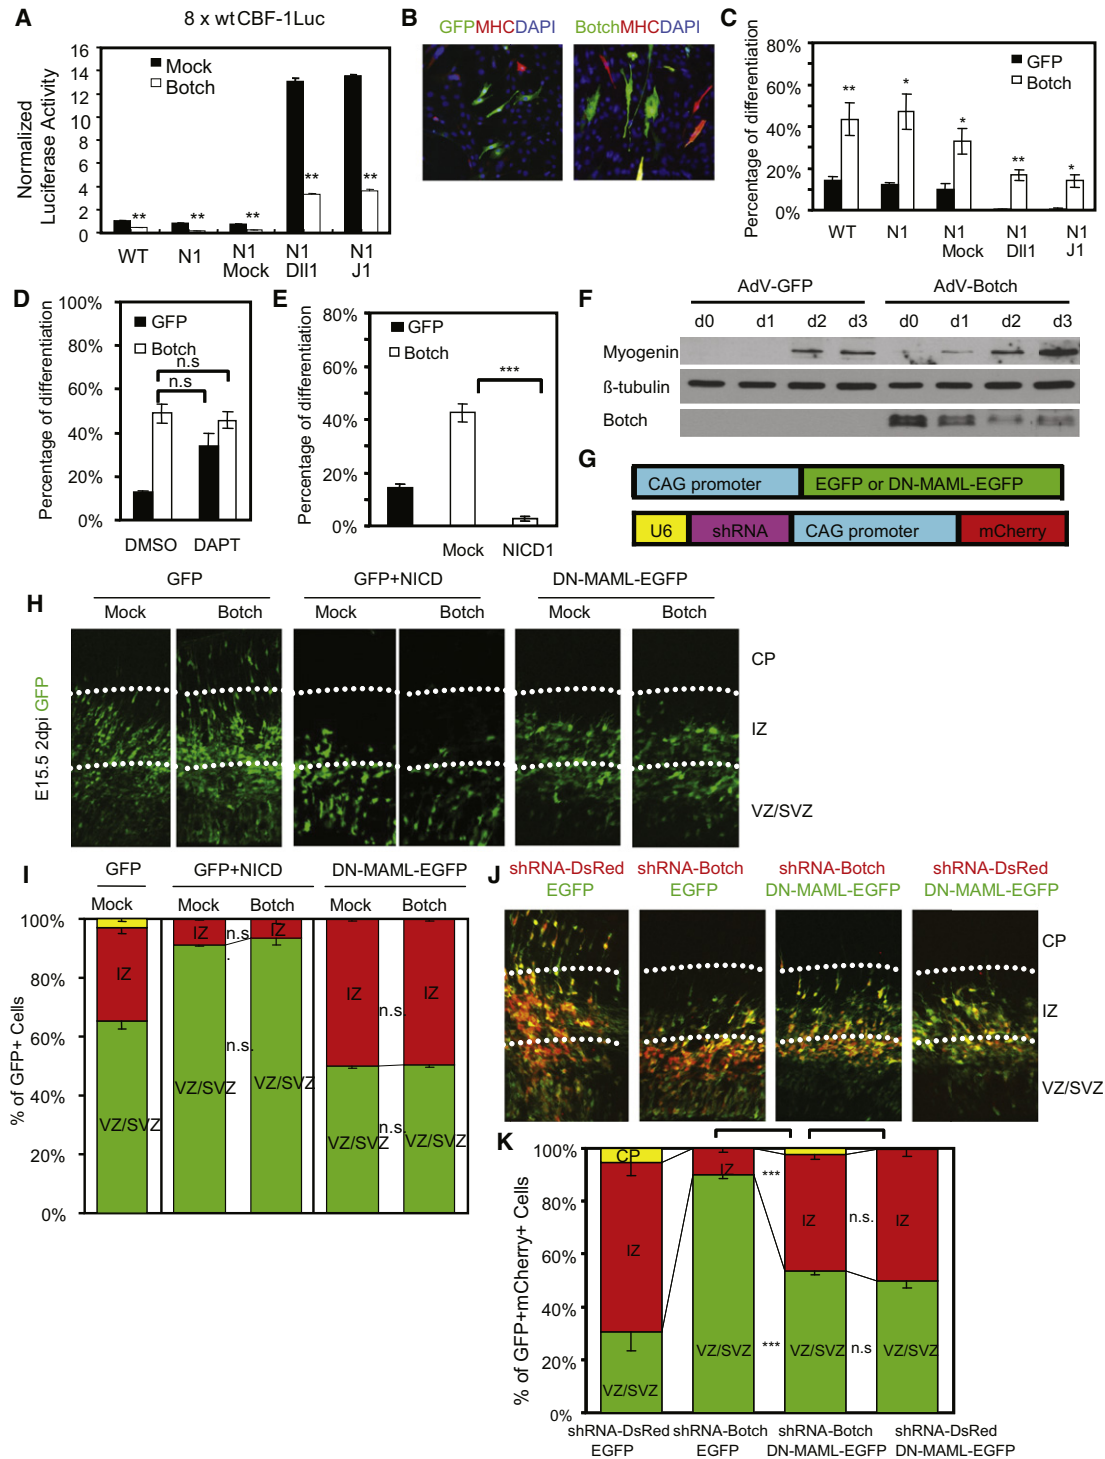 A
8 x wtCBF-1Luc
Normalized
Luciferase Activity
16
14
12
10
8
6
4
2
0
Mock
Botch
**
**
**
**
**
WT
N1
N1
Mock
N1
Dll1
N1
J1
B
GFPMHCDAPI
BotchMHCDAPI
C
Percentage of differentiation
80%
60%
40%
20%
0%
GFP
Botch
**
*
*
**
*
WT
N1
N1
Mock
N1
Dll1
N1
J1
D
Percentage of differentiation
100%
80%
60%
40%
20%
0%
GFP
Botch
n.s
n.s
DMSO
DAPT
E
Percentage of differentiation
80%
60%
40%
20%
0%
GFP
Botch
***
Mock
NICD1
F
AdV-GFP
AdV-Botch
d0 d1 d2 d3 d0 d1 d2 d3
Myogenin
ß-tubulin
Botch
G
CAG promoter
EGFP or DN-MAML-EGFP
U6
shRNA
CAG promoter
mCherry
H
GFP
GFP+NICD
DN-MAML-EGFP
Mock
Botch
Mock
Botch
Mock
Botch
E15.5 2dpi GFP
CP
IZ
VZ/SVZ
I
GFP
GFP+NICD
DN-MAML-EGFP
Mock
Mock
Botch
Mock
Botch
% of GFP+ Cells
100%
80%
60%
40%
20%
0%
IZ
VZ/SVZ
IZ
VZ/SVZ
n.s.
n.s.
IZ
VZ/SVZ
IZ
VZ/SVZ
n.s.
n.s.
IZ
VZ/SVZ
J
shRNA-DsRed
EGFP
shRNA-Botch
EGFP
shRNA-Botch
DN-MAML-EGFP
shRNA-DsRed
DN-MAML-EGFP
CP
IZ
VZ/SVZ
K
% of GFP+mCherry+ Cells
100%
80%
60%
40%
20%
0%
CP
IZ
VZ/SVZ
IZ
VZ/SVZ
***
***
IZ
VZ/SVZ
n.s.
n.s
IZ
VZ/SVZ
shRNA-DsRed
EGFP
shRNA-Botch
EGFP
shRNA-Botch
DN-MAML-EGFP
shRNA-DsRed
DN-MAML-EGFP